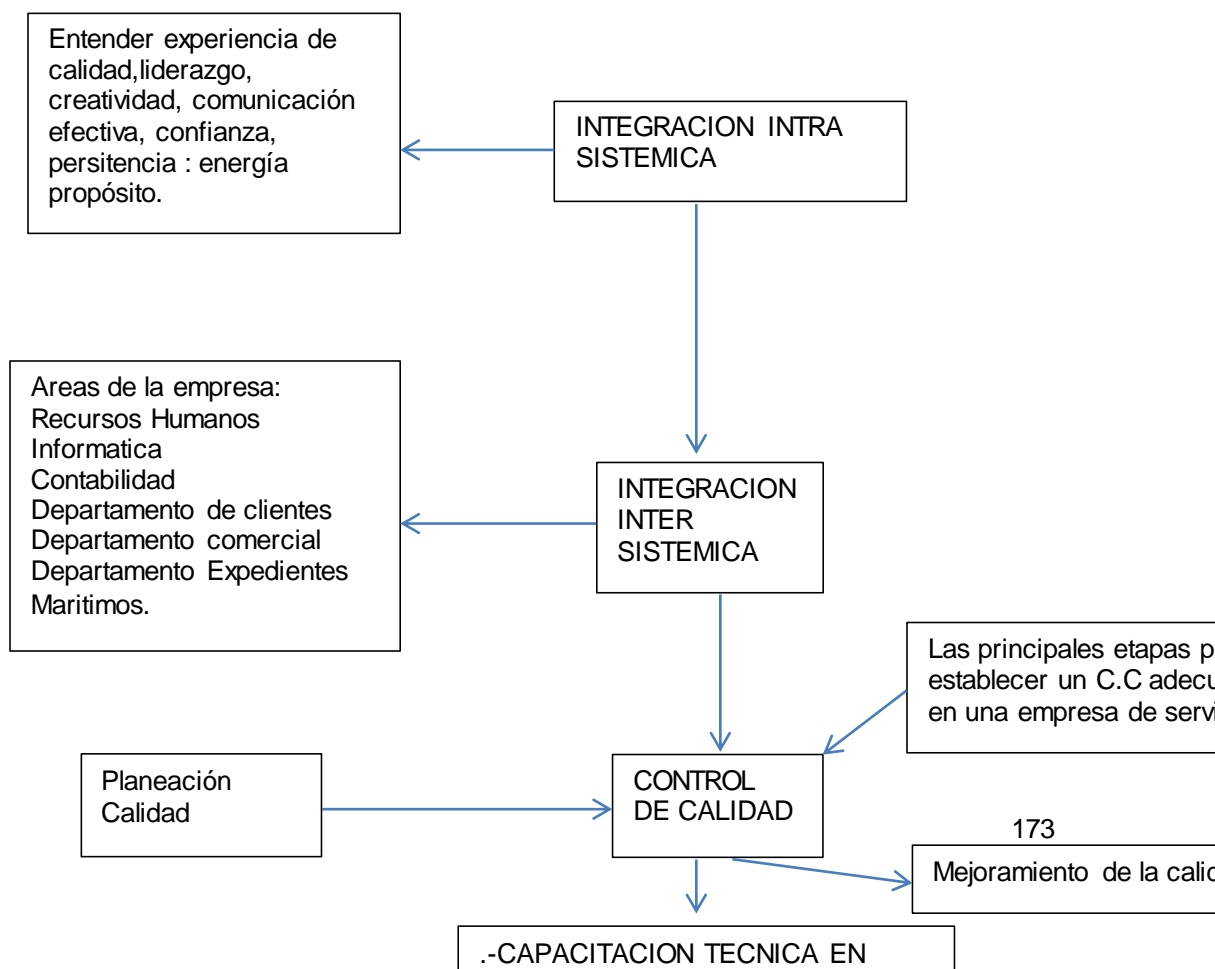 Entender experiencia de
calidad,liderazgo,
creatividad, comunicación
efectiva, confianza,
persitencia : energía
propósito.
INTEGRACION INTRA
SISTEMICA
Areas de la empresa:
Recursos Humanos
Informatica
Contabilidad
Departamento de clientes
Departamento comercial
Departamento Expedientes
Maritimos.
INTEGRACION
INTER
SISTEMICA
Las principales etapas
establecer un C.C
en una empresa de
Planeación
Calidad
CONTROL
DE CALIDAD
173
Mejoramiento de la
.-CAPACITACION TECNICA EN